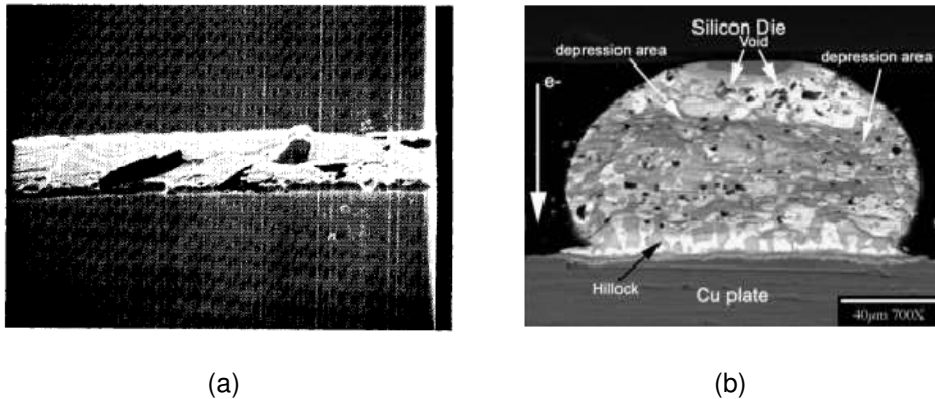 Silicon Die
Void
depression area
depression area
e-
Hillock
Cu plate
40µm 700X
(a)
(b)